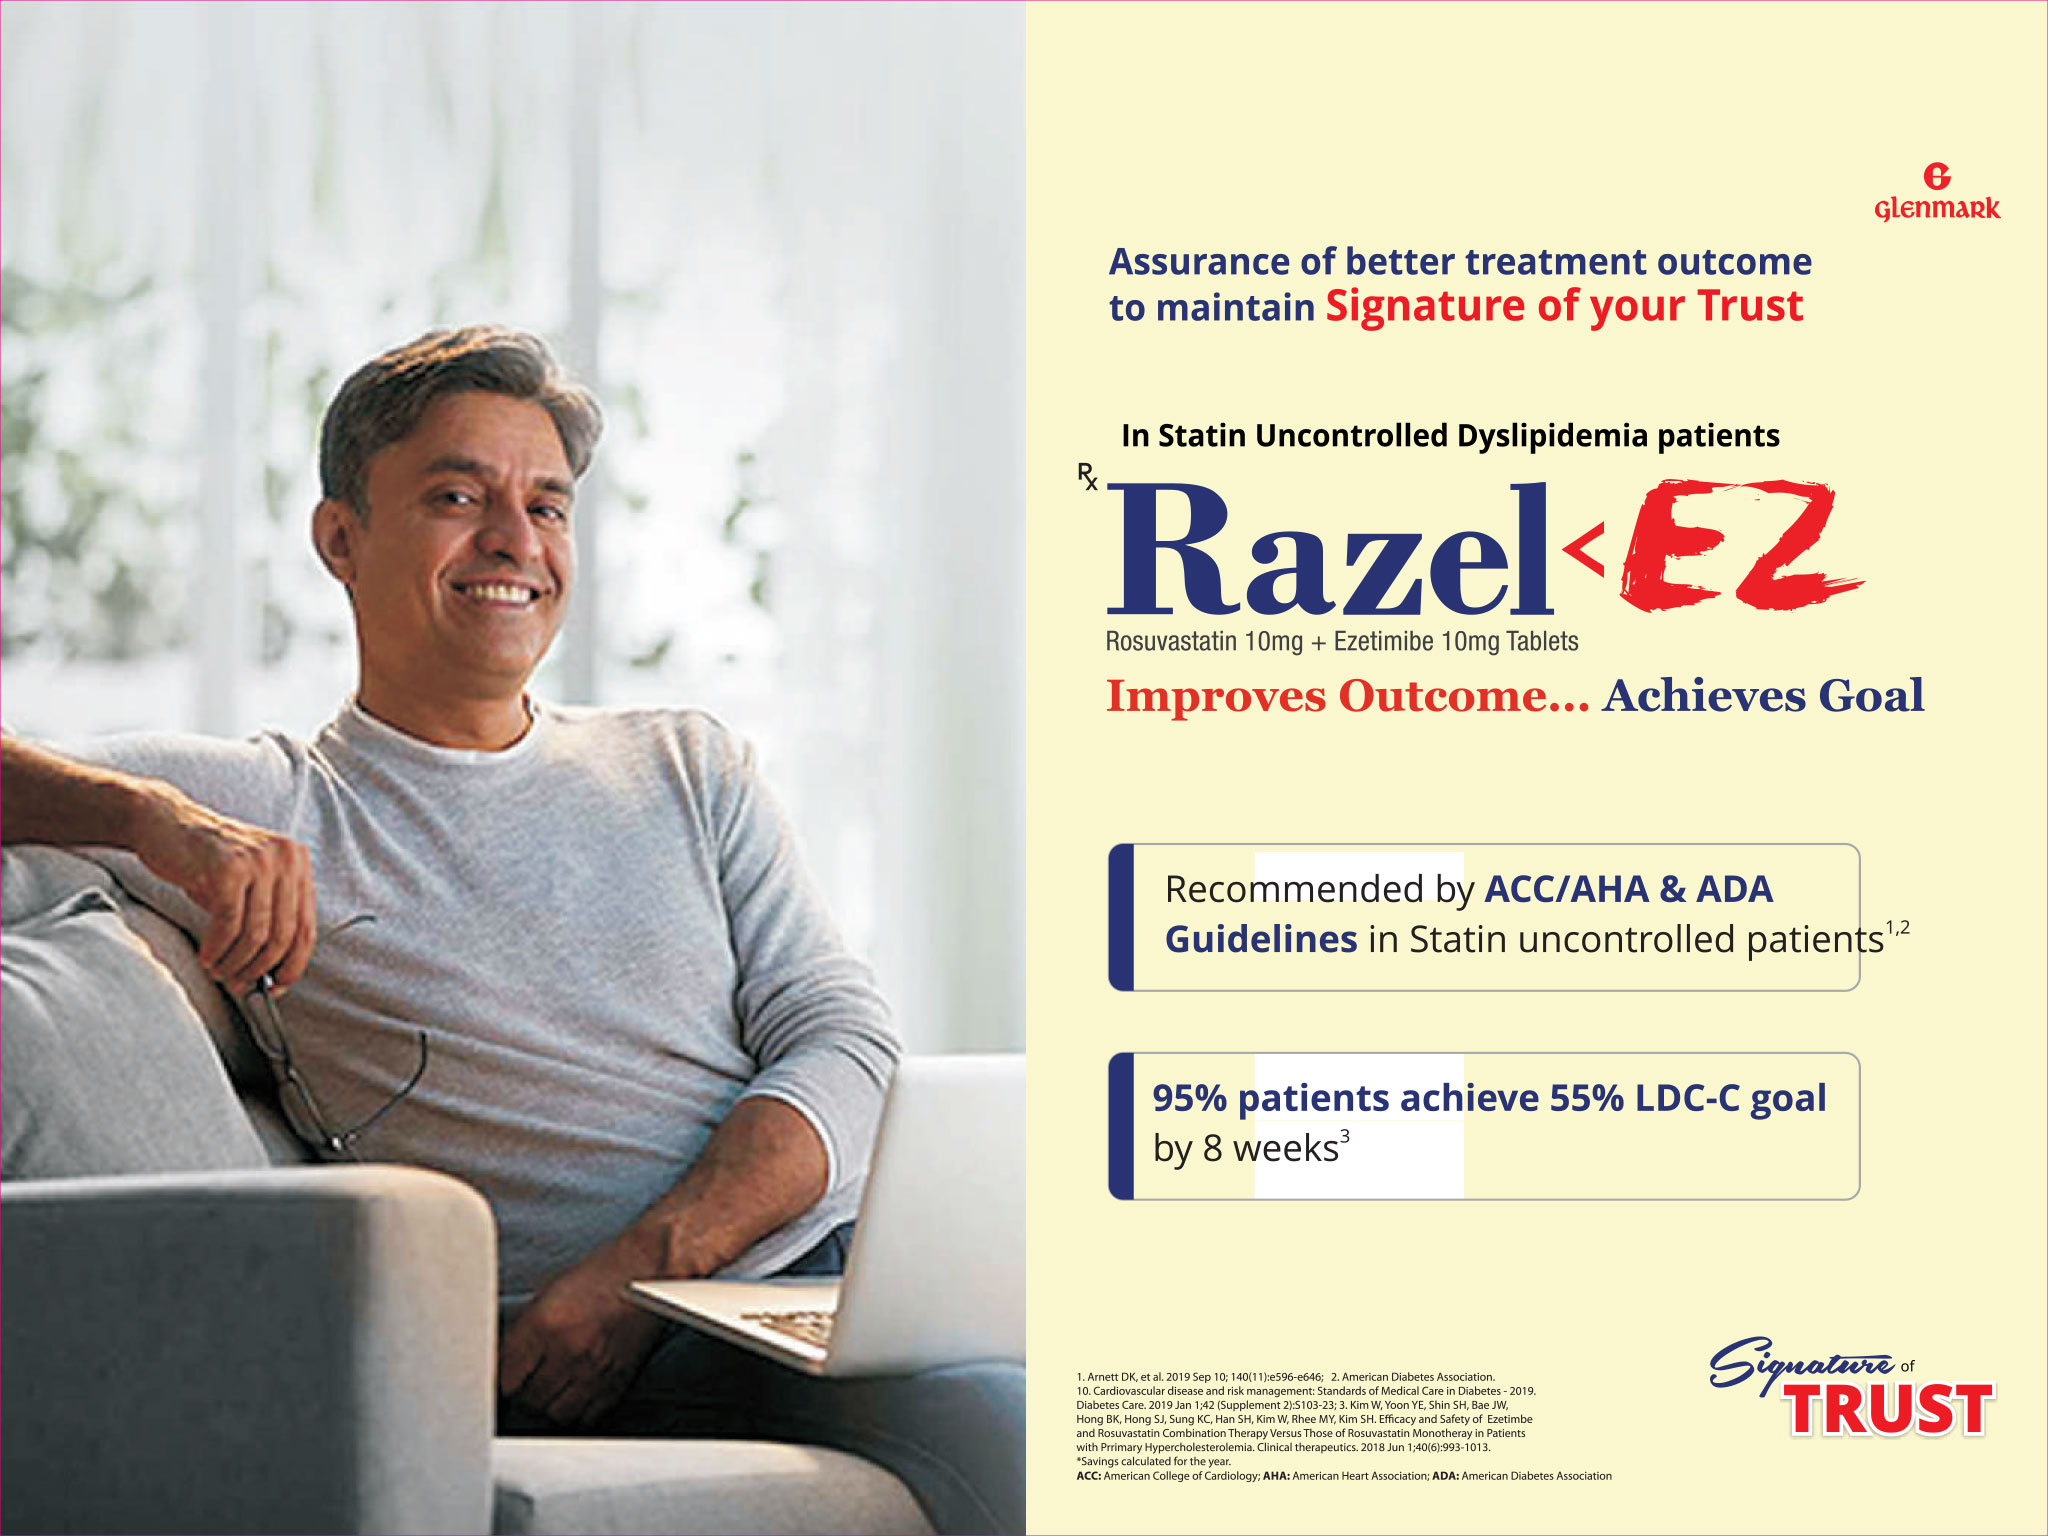 GLENMARK
Assurance of better treatment outcome
to maintain Signature of your Trust
In Statin Uncontrolled Dyslipidemia patients
Rx Razel<EZ
Rosuvastatin 10mg + Ezetimibe 10mg Tablets
Improves Outcome... Achieves Goal
Recommended by ACC/AHA & ADA
Guidelines in Statin uncontrolled patients1,2
95% patients achieve 55% LDC-C goal
by 8 weeks3
1. Arnett DK, et al. 2019 Sep 10; 140(11):e596-e646; 2. American Diabetes Association.
10. Cardiovascular disease and risk management: Standards of Medical Care in Diabetes - 2019.
Diabetes Care. 2019 Jan 1;42 (Supplement 2):S103-23; 3. Kim W, Yoon YE, Shin SH, Bae JW,
Hong BK, Hong SJ, Sung KC, Han SH, Kim W, Rhee MY, Kim SH. Efficacy and Safety of Ezetimbe
and Rosuvastatin Combination Therapy Versus Those of Rosuvastatin Monotheray in Patients
with Prrimary Hypercholesterolemia. Clinical therapeutics. 2018 Jun 1;40(6):993-1013.
*Savings calculated for the year.
ACC: American College of Cardiology; AHA: American Heart Association; ADA: American Diabetes Association
Signature of
TRUST